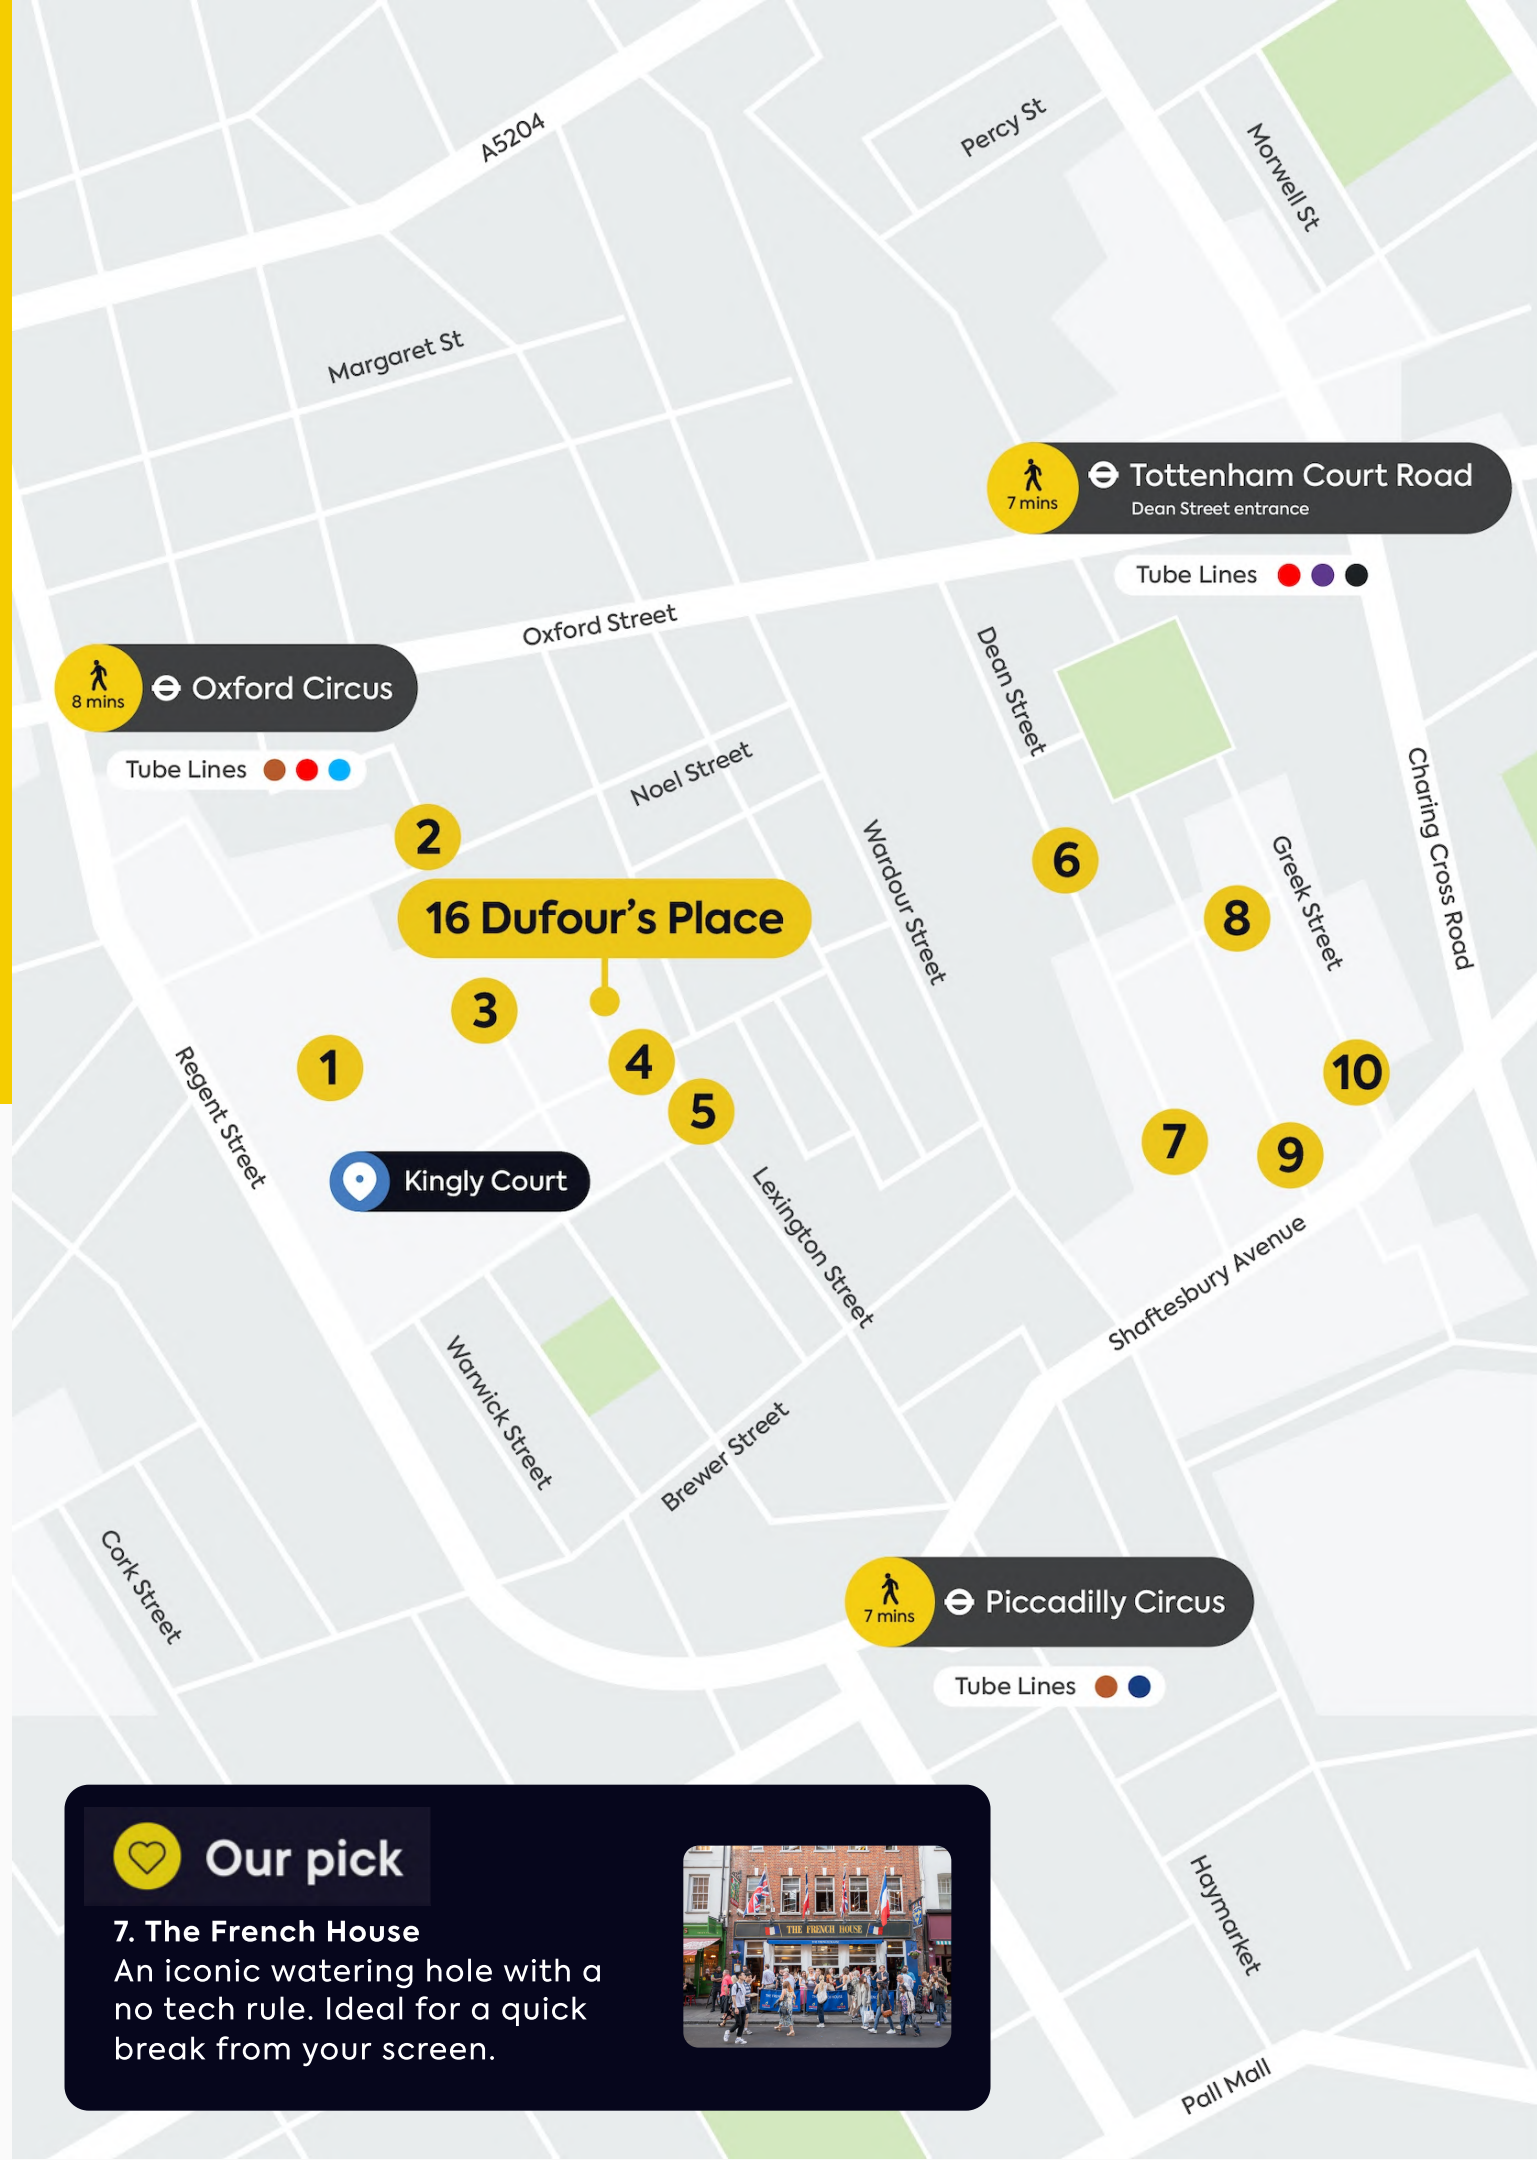 A5204
Percy St
Morwell St
Margaret St
7 mins
Tottenham Court Road
Dean Street entrance
Tube Lines
Oxford Street
Dean Street
8 mins
Oxford Circus
Tube Lines
Noel Street
Charing Cross Road
2
Wardour Street
6
Greek Street
16 Dufour's Place
8
3
1
4
10
Regent Street
5
7
9
Kingly Court
Lexington Street
Shaftesbury Avenue
Warwick Street
Brewer Street
Cork Street
7 mins
Piccadilly Circus
Tube Lines
Our pick
Haymarket
7. The French House
An iconic watering hole with a
no tech rule. Ideal for a quick
break from your screen.
THE FRENCH HOUSE
Pall Mall